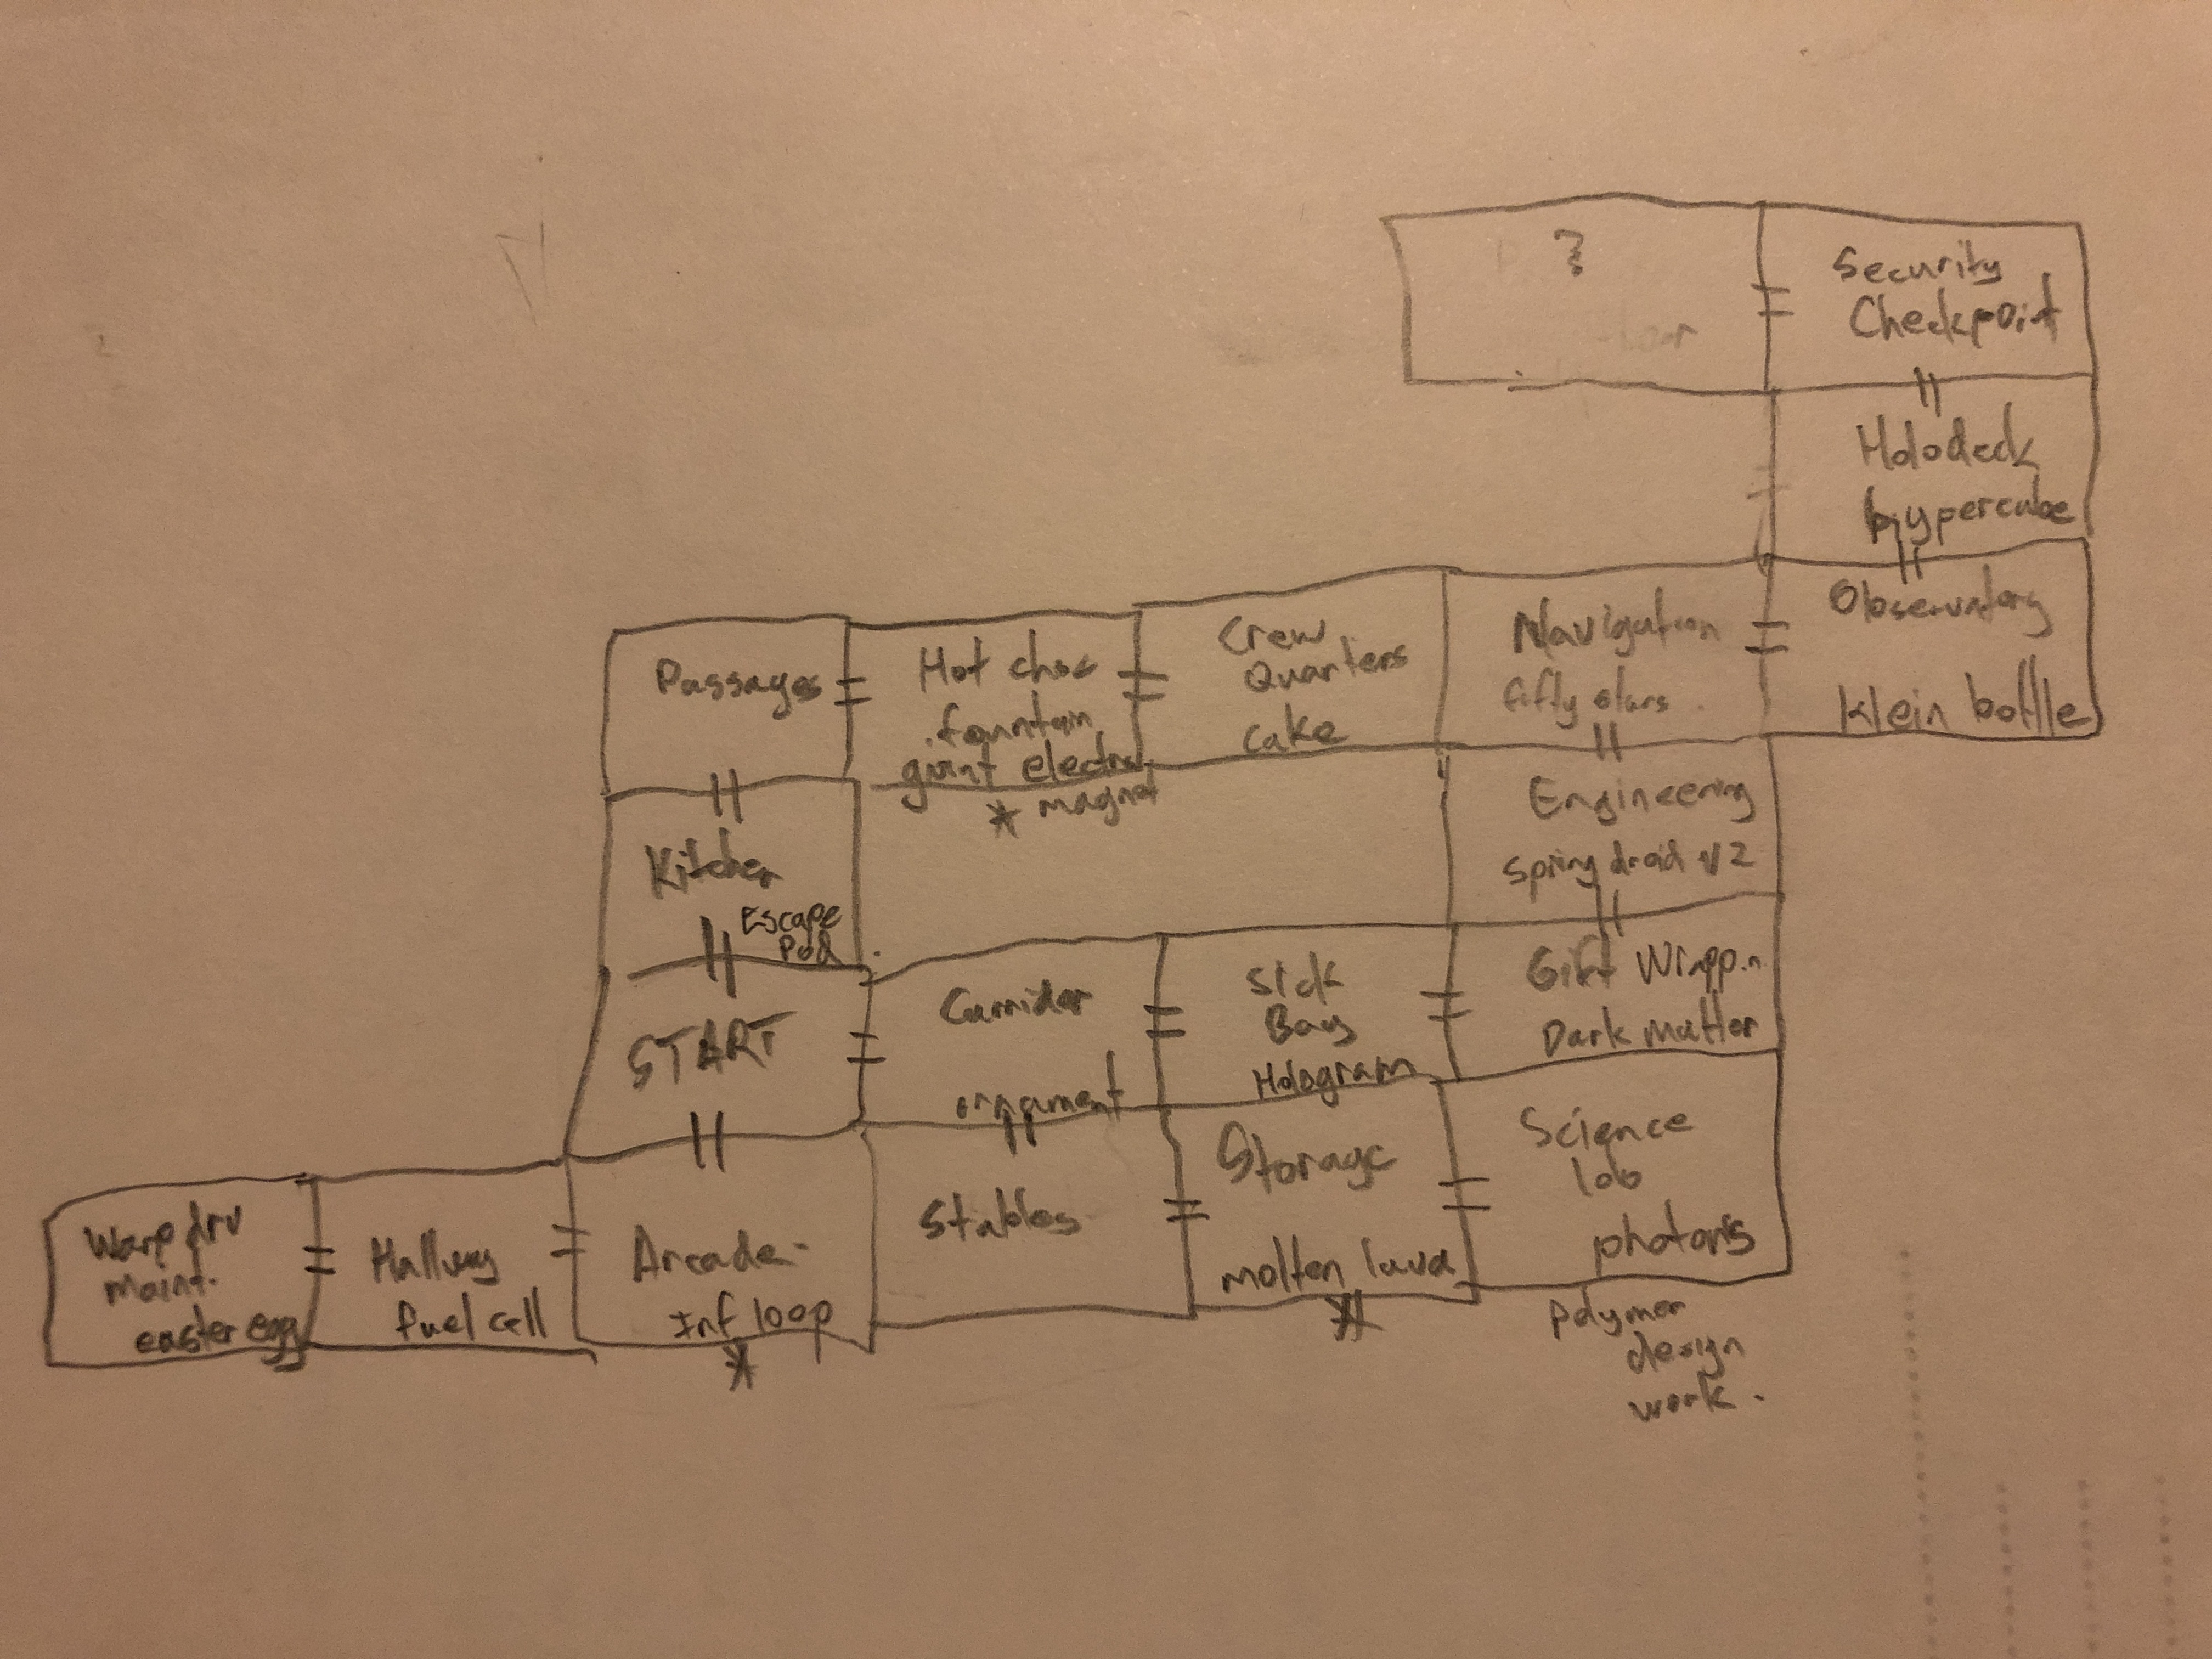 ?
Security
Checkpoint
Holodeck
hypercube
Passages
Hot choc
fountain
giant electro
* magnet
Crew
Quarters
cake
Navigation
fifty stars
Observatory
klein bottle
Kitchen
Escape
Pod
Engineering
spring droid v2
START
Corridor
ornament
Sick
Bay
Hologram
Gift Wrappin
Dark matter
Warp drv
maint.
easter egg
Hallway
fuel cell
Arcade-
Inf loop
*
Stables
Storage
molten lava
Science
lab
photons
Polymer
design
work.